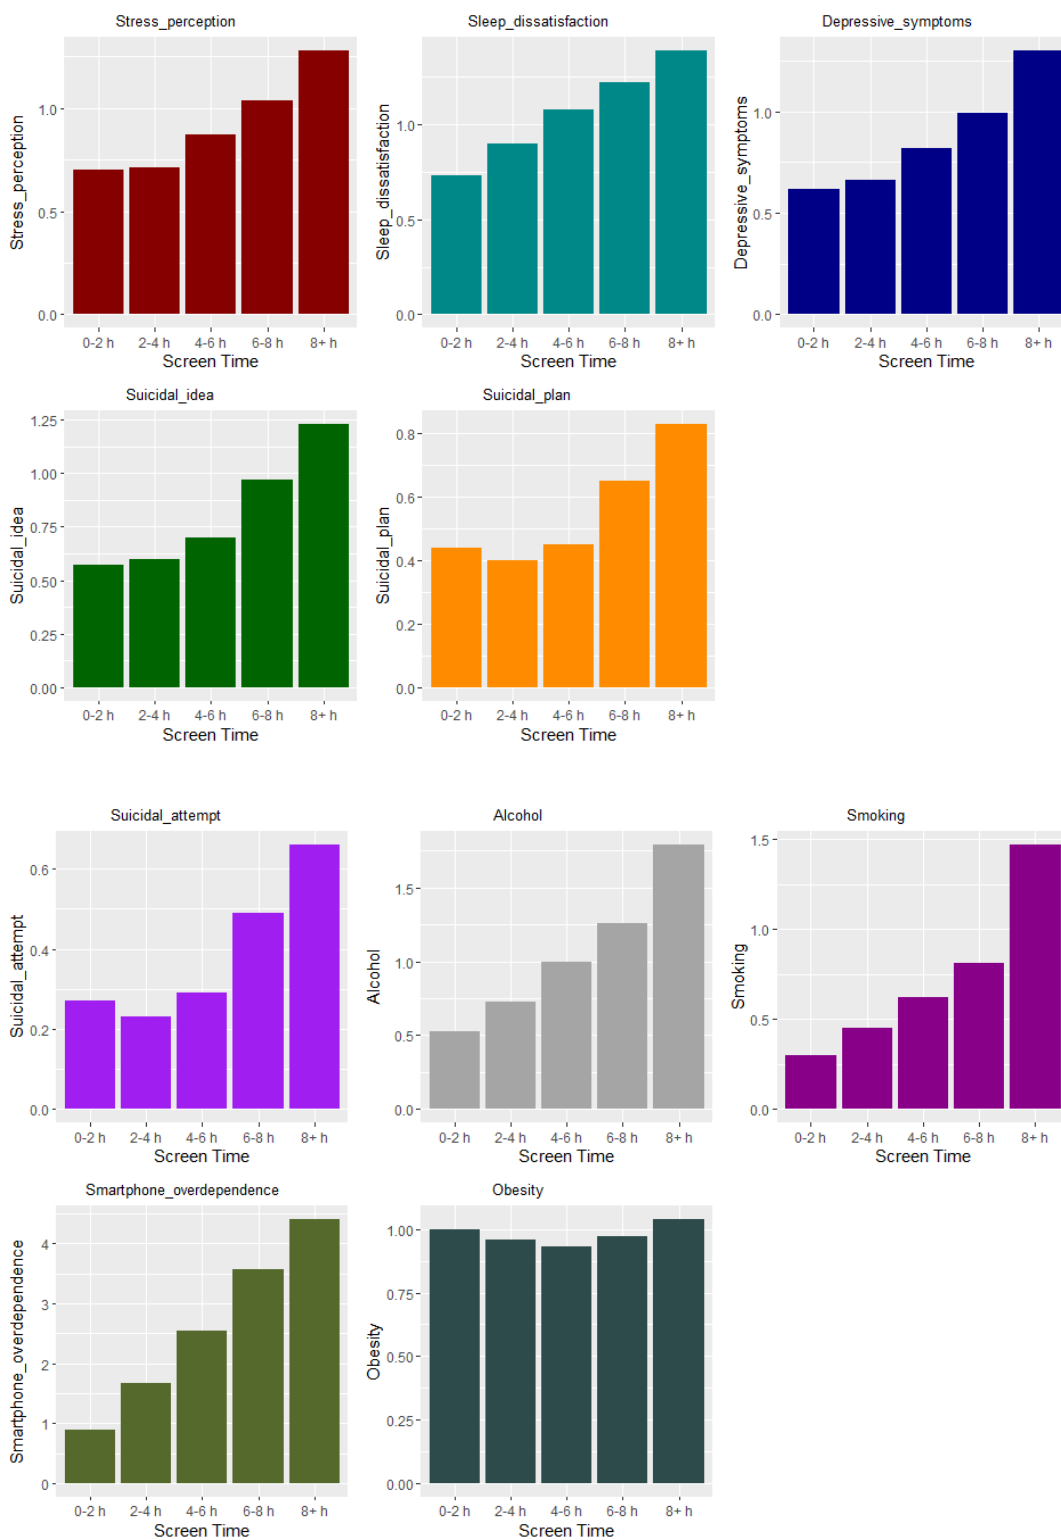 Stress_perception
Stress_perception
1.0
0.5
0.0
0-2 h 2-4 h 4-6 h 6-8 h 8+ h
Screen Time
Sleep_dissatisfaction
Sleep_dissatisfaction
1.0
0.5
0.0
0-2 h 2-4 h 4-6 h 6-8 h 8+ h
Screen Time
Depressive_symptoms
Depressive_symptoms
1.0
0.5
0.0
0-2 h 2-4 h 4-6 h 6-8 h 8+ h
Screen Time
Suicidal_idea
Suicidal_idea
1.25
1.00
0.75
0.50
0.25
0.00
0-2 h 2-4 h 4-6 h 6-8 h 8+ h
Screen Time
Suicidal_plan
Suicidal_plan
0.8
0.6
0.4
0.2
0.0
0-2 h 2-4 h 4-6 h 6-8 h 8+ h
Screen Time
Suicidal_attempt
Suicidal_attempt
0.6
0.4
0.2
0.0
0-2 h 2-4 h 4-6 h 6-8 h 8+ h
Screen Time
Alcohol
Alcohol
1.5
1.0
0.5
0.0
0-2 h 2-4 h 4-6 h 6-8 h 8+ h
Screen Time
Smoking
Smoking
1.5
1.0
0.5
0.0
0-2 h 2-4 h 4-6 h 6-8 h 8+ h
Screen Time
Smartphone_overdependence
Smartphone_overdependence
4
3
2
1
0
0-2 h 2-4 h 4-6 h 6-8 h 8+ h
Screen Time
Obesity
Obesity
1.00
0.75
0.50
0.25
0.00
0-2 h 2-4 h 4-6 h 6-8 h 8+ h
Screen Time